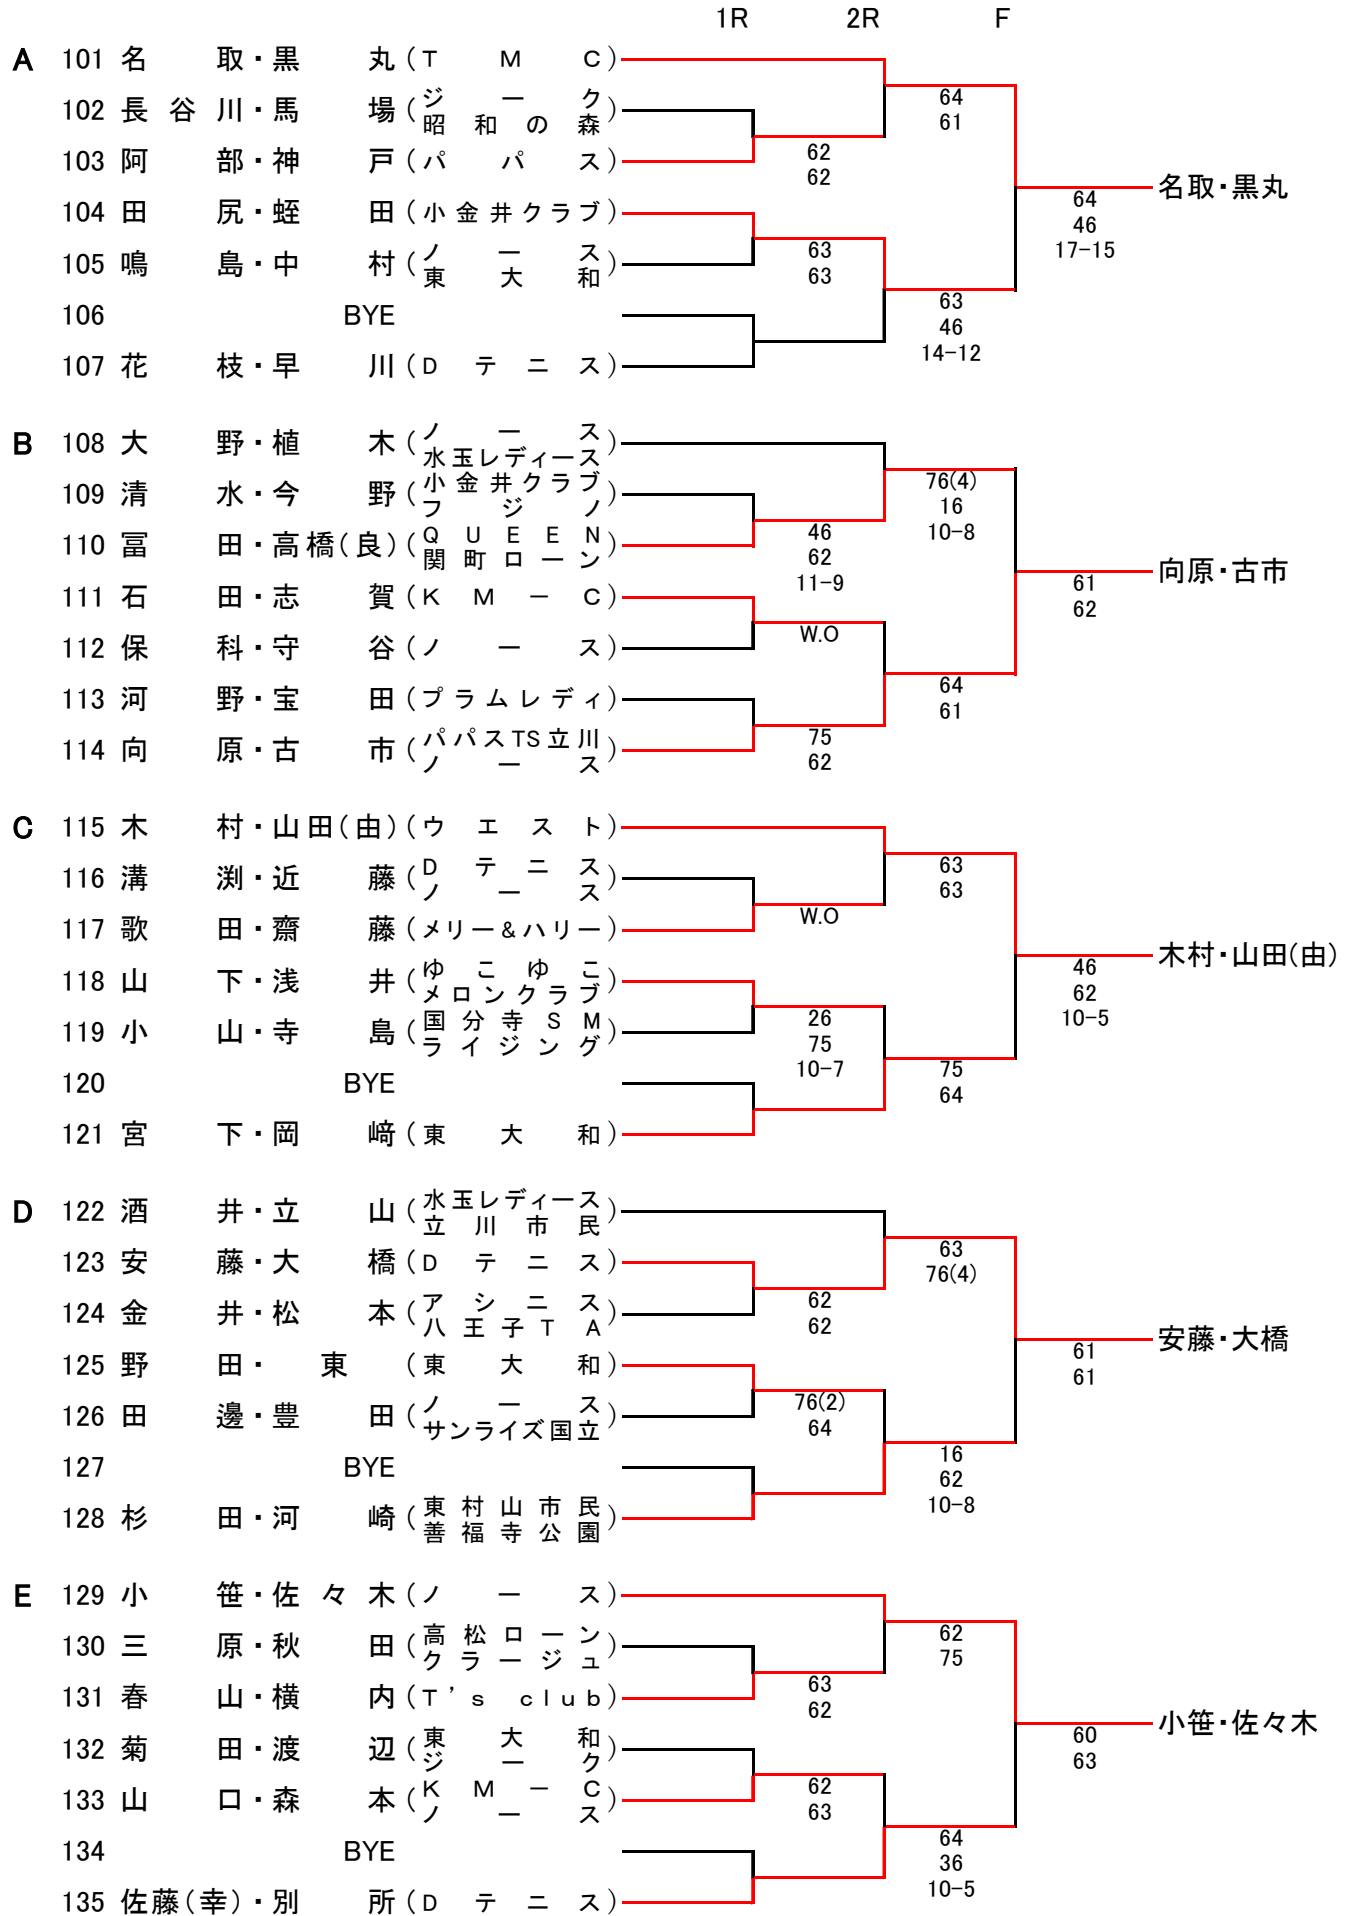 1R 2R F
A 101 名取・黒丸 (TMC)
64
61
102 長谷川・馬場 (ジーク 昭和の森)
62
62
103 阿部・神戸 (パパス)
名取・黒丸
64
46
17-15
104 田尻・蛭田 (小金井クラブ)
63
63
105 鳴島・中村 (ノース 東大和)
63
46
14-12
106 BYE
107 花枝・早川 (Dテニス)
B 108 大野・植木 (ノース 水玉レディース)
76(4)
16
10-8
109 清水・今野 (小金井クラブ フジノ)
46
62
11-9
110 冨田・高橋(良) (QUEEN 関町ローン)
向原・古市
61
62
111 石田・志賀 (KM-C)
W.O
112 保科・守谷 (ノース)
64
61
113 河野・宝田 (プラムレディ)
75
62
114 向原・古市 (パパスTS立川 ノース)
C 115 木村・山田(由) (ウエスト)
63
63
116 溝渕・近藤 (Dテニス ノース)
W.O
117 歌田・齋藤 (メリー&ハリー)
木村・山田(由)
46
62
10-5
118 山下・浅井 (ゆこゆこ メロンクラブ)
26
75
10-7
119 小山・寺島 (国分寺SM ライジング)
75
64
120 BYE
121 宮下・岡﨑 (東大和)
D 122 酒井・立山 (水玉レディース 立川市民)
63
76(4)
123 安藤・大橋 (Dテニス)
62
62
124 金井・松本 (アシニス 八王子TA)
安藤・大橋
61
61
125 野田・東 (東大和)
76(2)
64
126 田邊・豊田 (ノース サンライズ国立)
16
62
10-8
127 BYE
128 杉田・河崎 (東村山市民 善福寺公園)
E 129 小笹・佐々木 (ノース)
62
75
130 三原・秋田 (高松ローン クラージュ)
63
62
131 春山・横内 (T's club)
小笹・佐々木
60
63
132 菊田・渡辺 (東大和 ジーク)
62
63
133 山口・森本 (KM-C ノース)
64
36
10-5
134 BYE
135 佐藤(幸)・別所 (Dテニス)